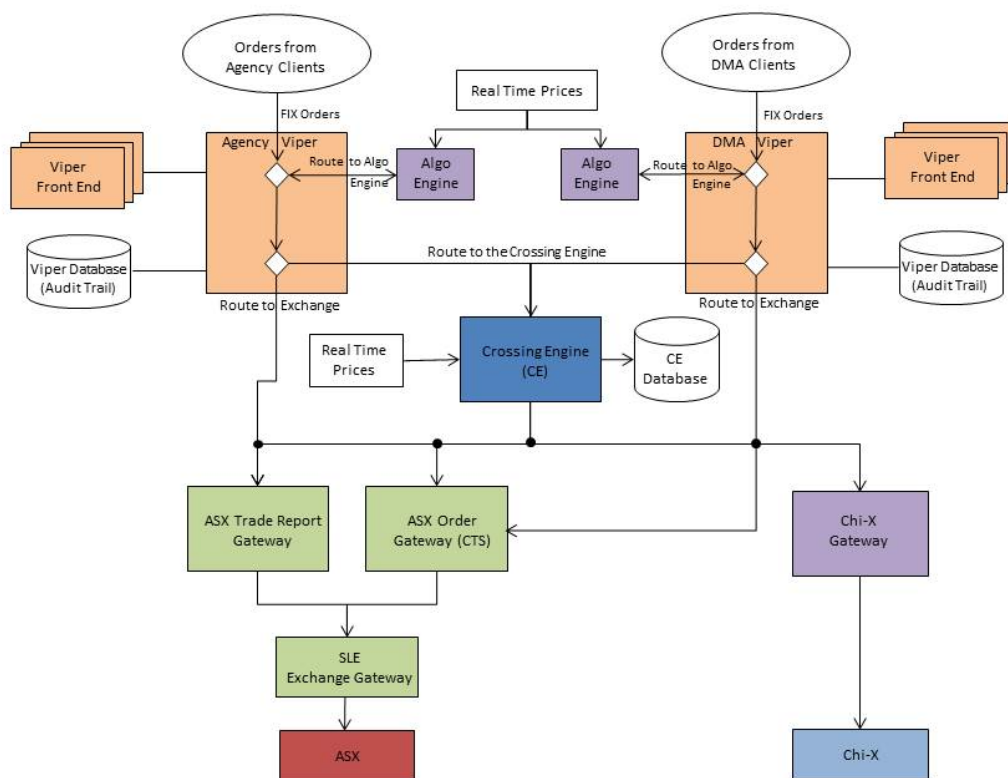 Orders from
Agency Clients
Orders from
DMA Clients
Real Time Prices
FIX Orders
FIX Orders
Agency Viper
DMA Viper
Viper
Front End
Route to Algo
Engine
Algo
Engine
Algo
Engine
Route to Algo
Engine
Viper
Front End
Viper Database
(Audit Trail)
Route to the Crossing Engine
Viper Database
(Audit Trail)
Route to Exchange
Route to Exchange
Real Time
Prices
Crossing Engine
(CE)
CE
Database
ASX Trade Report
Gateway
ASX Order
Gateway (CTS)
Chi-X
Gateway
SLE
Exchange Gateway
ASX
Chi-X